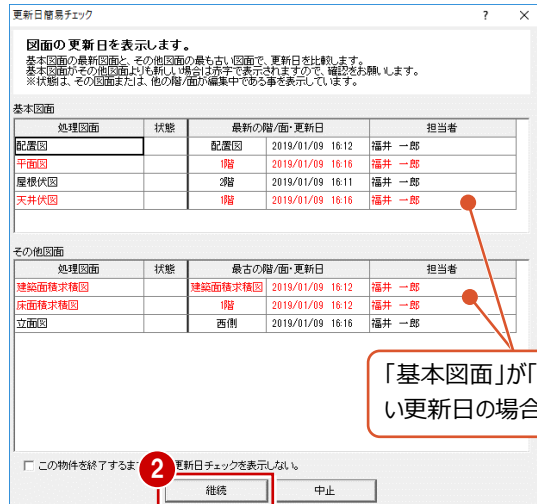 更新日簡易チェック ? ×
図面の更新日を表示します。
基本図面の最新図面と、その他図面の最も古い図面で、更新日を比較します。
基本図面がその他図面よりも新しい場合は赤字で表示されますので、確認をお願いします。
※状態は、その図面または、他の階/面が編集中である事を表示しています。
基本図面
処理図面 状態 最新の階/面・更新日 担当者
配置図 配置図 2019/01/09 16:12 福井 一郎
平面図 1階 2019/01/09 16:16 福井 一郎
屋根伏図 2階 2019/01/09 16:11 福井 一郎
天井伏図 1階 2019/01/09 16:16 福井 一郎
その他図面
処理図面 状態 最古の階/面・更新日 担当者
建築面積求積図 建築面積求積図 2019/01/09 16:12 福井 一郎
床面積求積図 1階 2019/01/09 16:12 福井 一郎
立面図 西側 2019/01/09 16:16 福井 一郎
「基本図面」が「
い更新日の場合
この物件を終了するま 更新日チェックを表示しない。
2
継続 中止